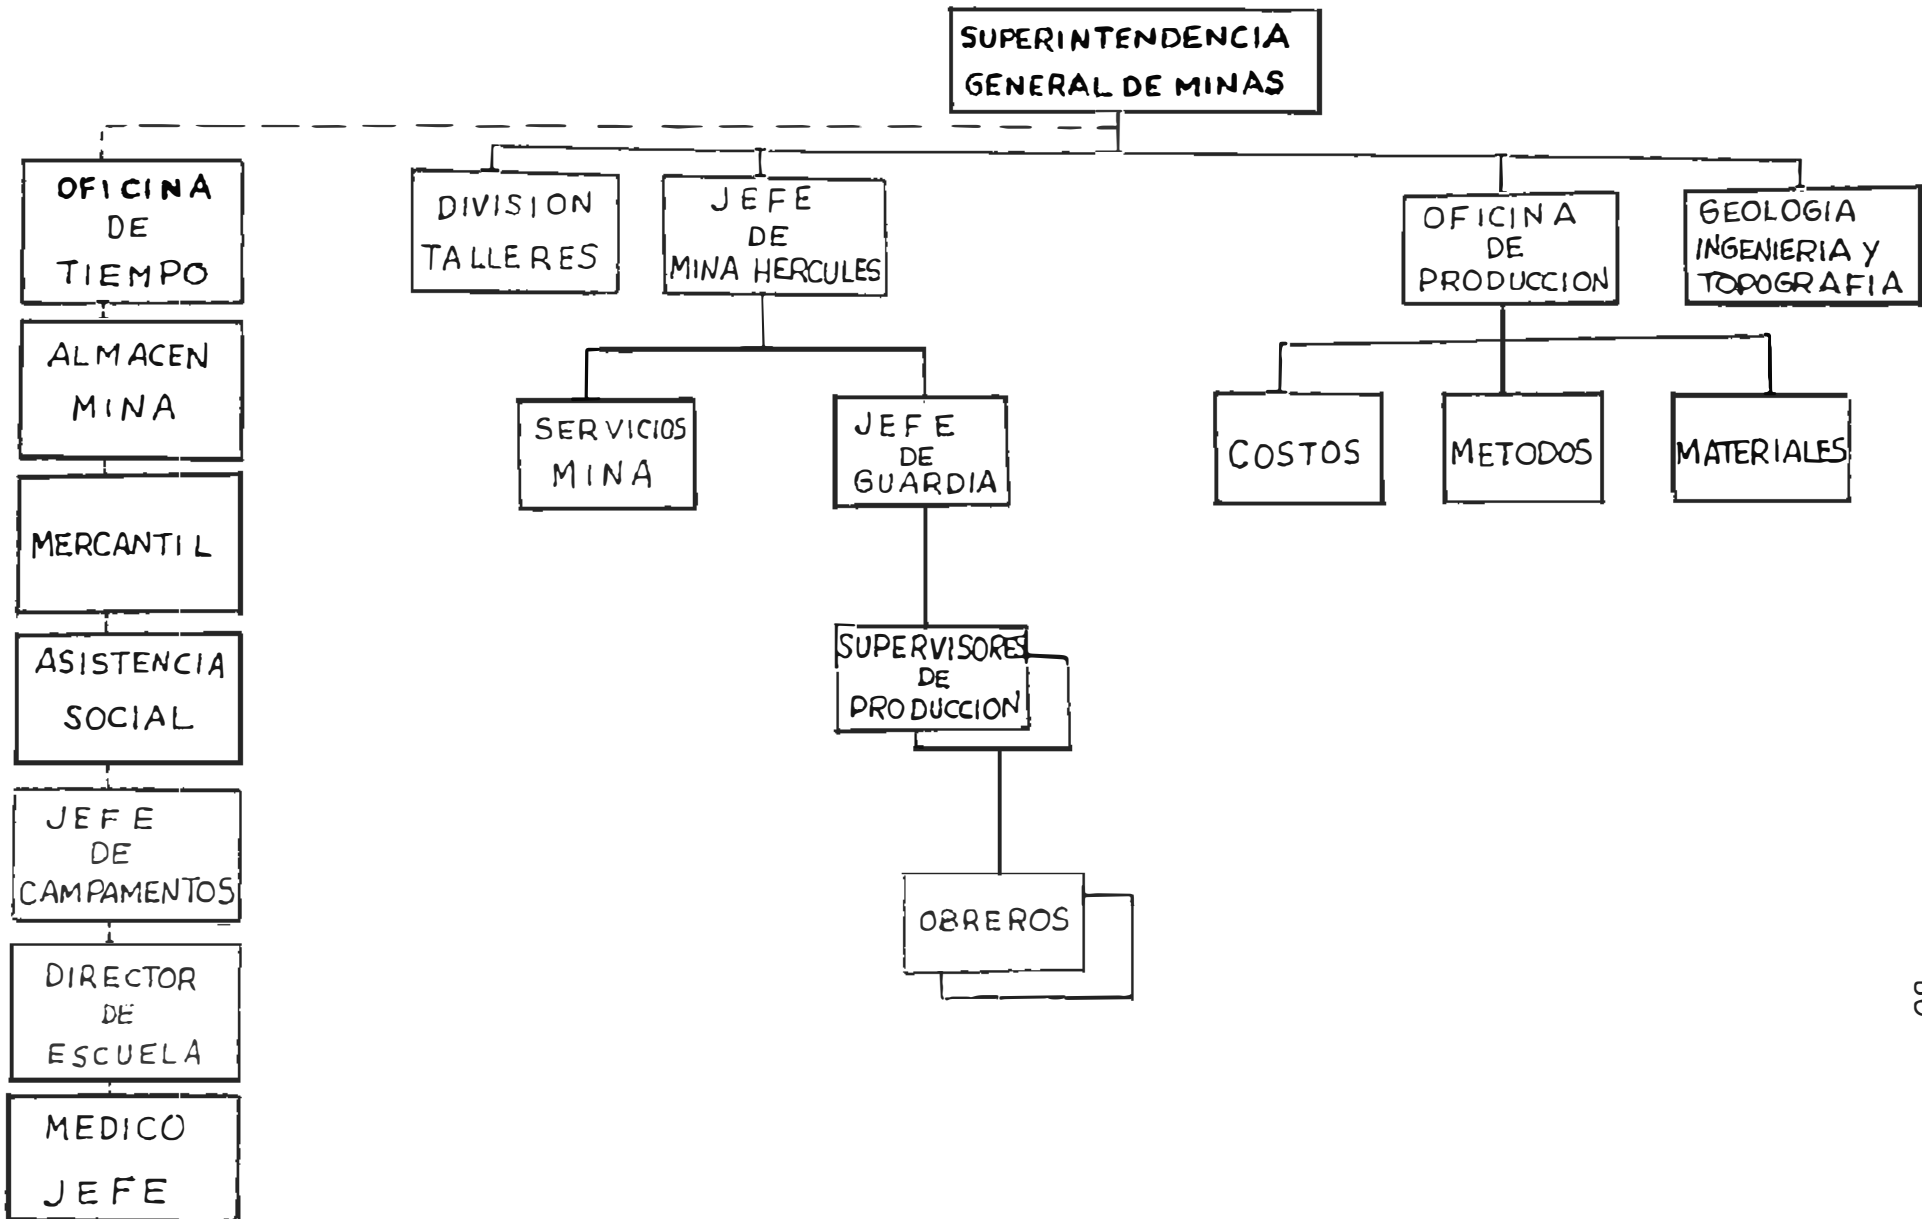 SUPERINTENDENCIA
GENERAL DE MINAS
OFICINA
DE
TIEMPO
DIVISION
TALLERES
JEFE
DE
MINA HERCULES
OFICINA
DE
PRODUCCION
GEOLOGIA
INGENIERIA Y
TOPOGRAFIA
ALMACEN
MINA
SERVICIOS
MINA
JEFE
DE
GUARDIA
COSTOS
METODOS
MATERIALES
MERCANTIL
ASISTENCIA
SOCIAL
SUPERVISORES
DE
PRODUCCION
JEFE
DE
CAMPAMENTOS
OBREROS
DIRECTOR
DE
ESCUELA
MEDICO
JEFE